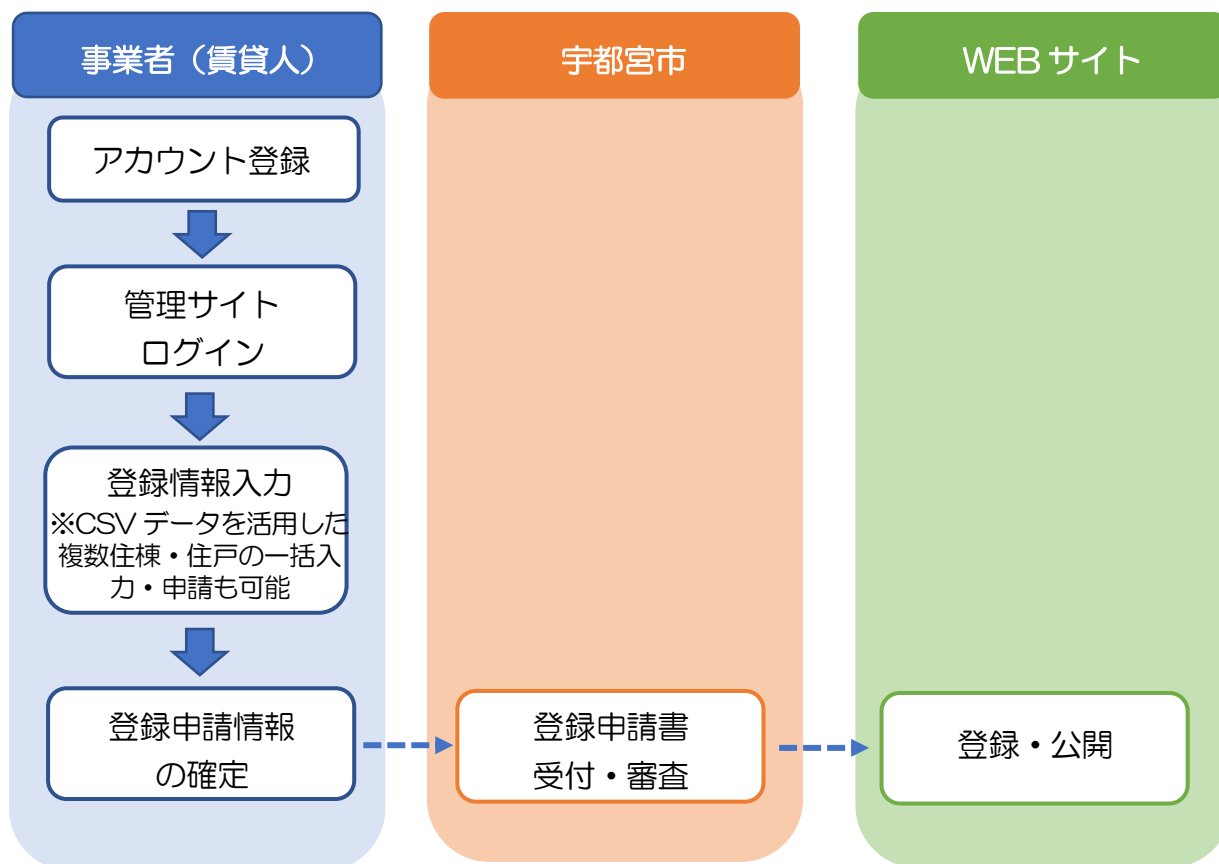 事業者（賃貸人）
宇都宮市
WEB サイト
アカウント登録
管理サイト
ログイン
登録情報入力
※CSV データを活用した
複数住棟・住戸の一括入
力・申請も可能
登録申請情報
の確定
登録申請書
受付・審査
登録・公開